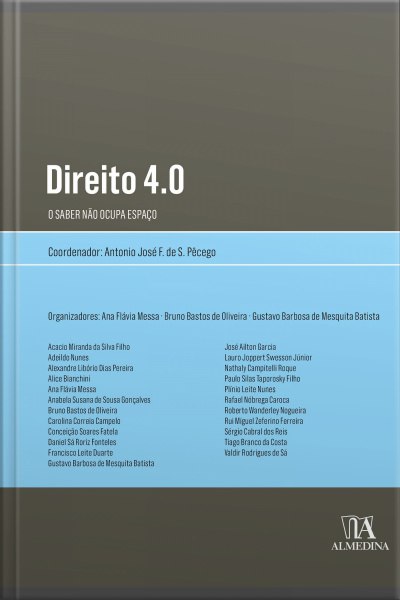 Direito 4.0
O SABER NÃO OCUPA ESPAÇO
Coordenador: Antonio José F. de S. Pêcego
Organizadores: Ana Flávia Messa · Bruno Bastos de Oliveira · Gustavo Barbosa de Mesquita Batista
Acacio Miranda da Silva Filho
Adeildo Nunes
Alexandre Libório Dias Pereira
Alice Bianchini
Ana Flávia Messa
Anabela Susana de Sousa Gonçalves
Bruno Bastos de Oliveira
Carolina Correia Campelo
Conceição Soares Fatela
Daniel Sá Roriz Fonteles
Francisco Leite Duarte
Gustavo Barbosa de Mesquita Batista
José Ailton Garcia
Lauro Joppert Swesson Júnior
Nathaly Campitelli Roque
Paulo Silas Taporosky Filho
Plínio Leite Nunes
Rafael Nóbrega Caroca
Roberto Wanderley Nogueira
Rui Miguel Zeferino Ferreira
Sérgio Cabral dos Reis
Tiago Branco da Costa
Valdir Rodrigues de Sá
ALMEDINA